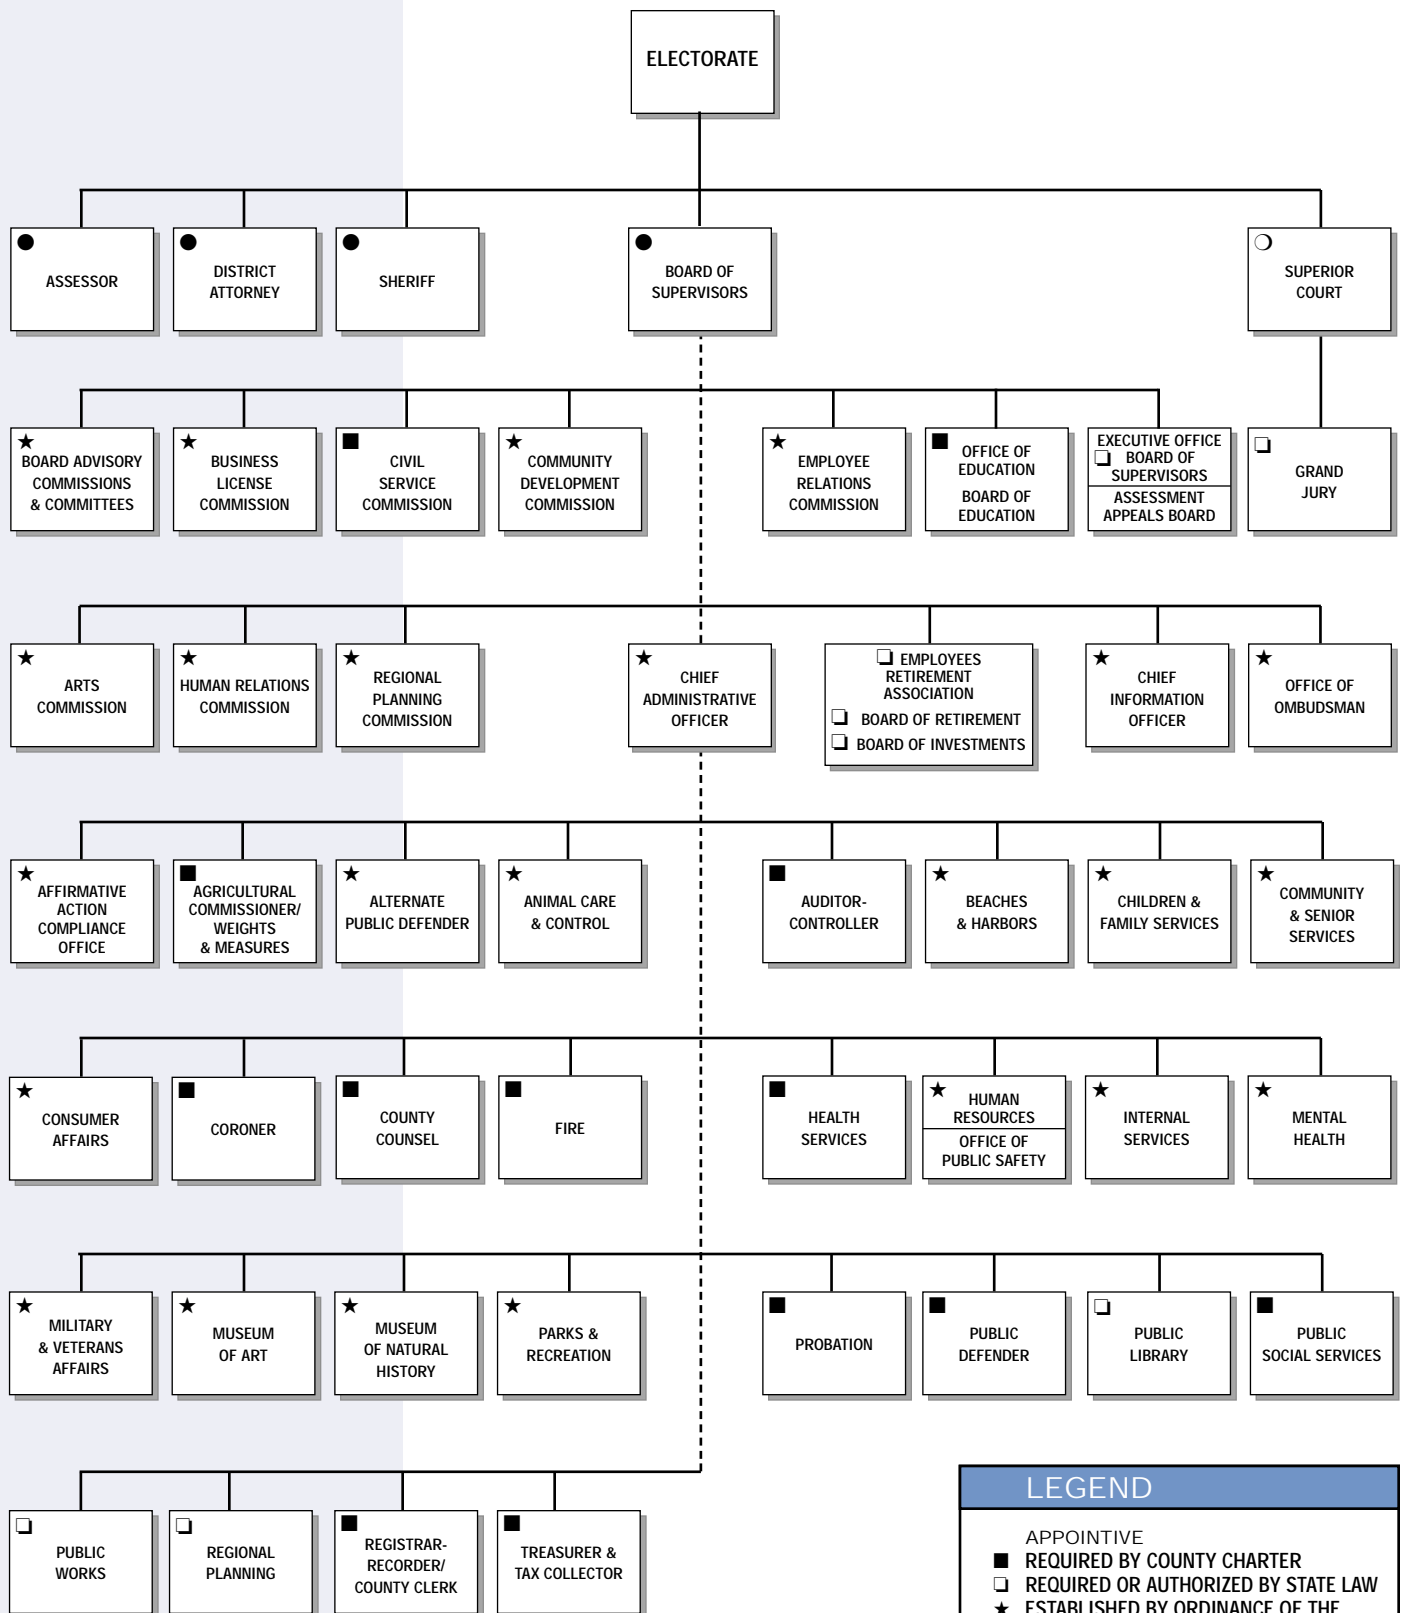 ELECTORATE
ASSESSOR
DISTRICT
ATTORNEY
SHERIFF
BOARD OF
SUPERVISORS
SUPERIOR
COURT
BOARD ADVISORY
COMMISSIONS
& COMMITTEES
BUSINESS
LICENSE
COMMISSION
CIVIL
SERVICE
COMMISSION
COMMUNITY
DEVELOPMENT
COMMISSION
EMPLOYEE
RELATIONS
COMMISSION
OFFICE OF
EDUCATION
BOARD OF
EDUCATION
EXECUTIVE OFFICE
BOARD OF
SUPERVISORS
ASSESSMENT
APPEALS BOARD
GRAND
JURY
ARTS
COMMISSION
HUMAN RELATIONS
COMMISSION
REGIONAL
PLANNING
COMMISSION
CHIEF
ADMINISTRATIVE
OFFICER
EMPLOYEES
RETIREMENT
ASSOCIATION
BOARD OF RETIREMENT
BOARD OF INVESTMENTS
CHIEF
INFORMATION
OFFICER
OFFICE OF
OMBUDSMAN
AFFIRMATIVE
ACTION
COMPLIANCE
OFFICE
AGRICULTURAL
COMMISSIONER/
WEIGHTS
& MEASURES
ALTERNATE
PUBLIC DEFENDER
ANIMAL CARE
& CONTROL
AUDITOR-
CONTROLLER
BEACHES
& HARBORS
CHILDREN &
FAMILY SERVICES
COMMUNITY
& SENIOR
SERVICES
CONSUMER
AFFAIRS
CORONER
COUNTY
COUNSEL
FIRE
HEALTH
SERVICES
HUMAN
RESOURCES
OFFICE OF
PUBLIC SAFETY
INTERNAL
SERVICES
MENTAL
HEALTH
MILITARY
& VETERANS
AFFAIRS
MUSEUM
OF ART
MUSEUM
OF NATURAL
HISTORY
PARKS &
RECREATION
PROBATION
PUBLIC
DEFENDER
PUBLIC
LIBRARY
PUBLIC
SOCIAL SERVICES
PUBLIC
WORKS
REGIONAL
PLANNING
REGISTRAR-
RECORDER/
COUNTY CLERK
TREASURER &
TAX COLLECTOR
LEGEND
APPOINTIVE
■ REQUIRED BY COUNTY CHARTER
❏ REQUIRED OR AUTHORIZED BY STATE LAW
★ ESTABLISHED BY ORDINANCE OF THE